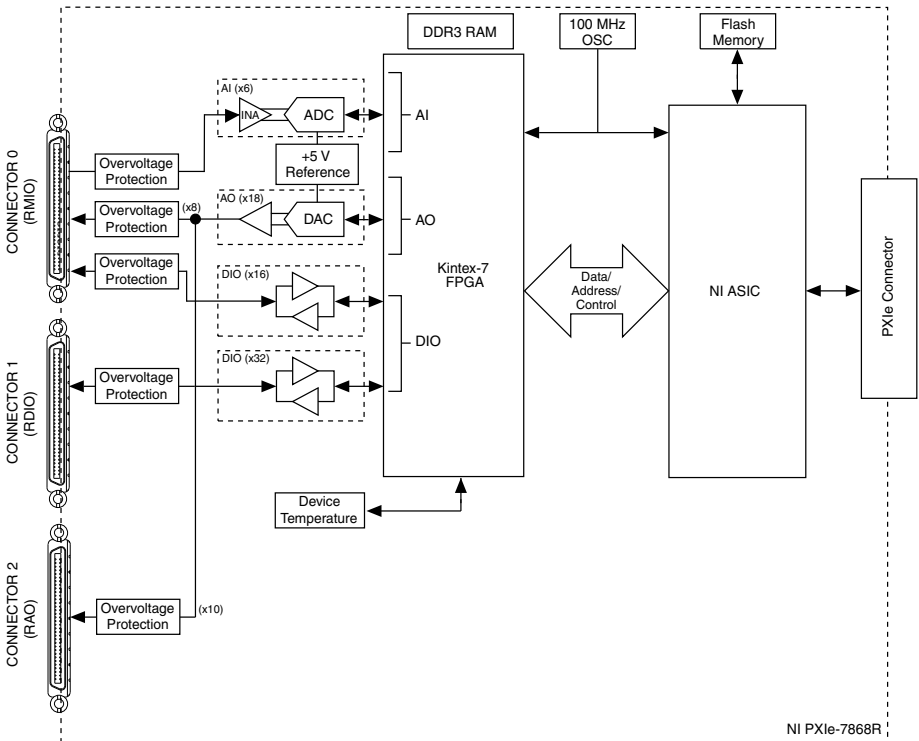 DDR3 RAM
100 MHz
OSC
Flash
Memory
AI (x6)
INA
ADC
AI
+5 V
Reference
Overvoltage
Protection
CONNECTOR 0
(RMIO)
Overvoltage
Protection
(x8)
AO (x18)
DAC
AO
Overvoltage
Protection
DIO (x16)
Kintex-7
FPGA
Data/
Address/
Control
NI ASIC
PXIe Connector
DIO
DIO (x32)
CONNECTOR 1
(RDIO)
Overvoltage
Protection
Device
Temperature
CONNECTOR 2
(RAO)
Overvoltage
Protection
(x10)
NI PXIe-7868R